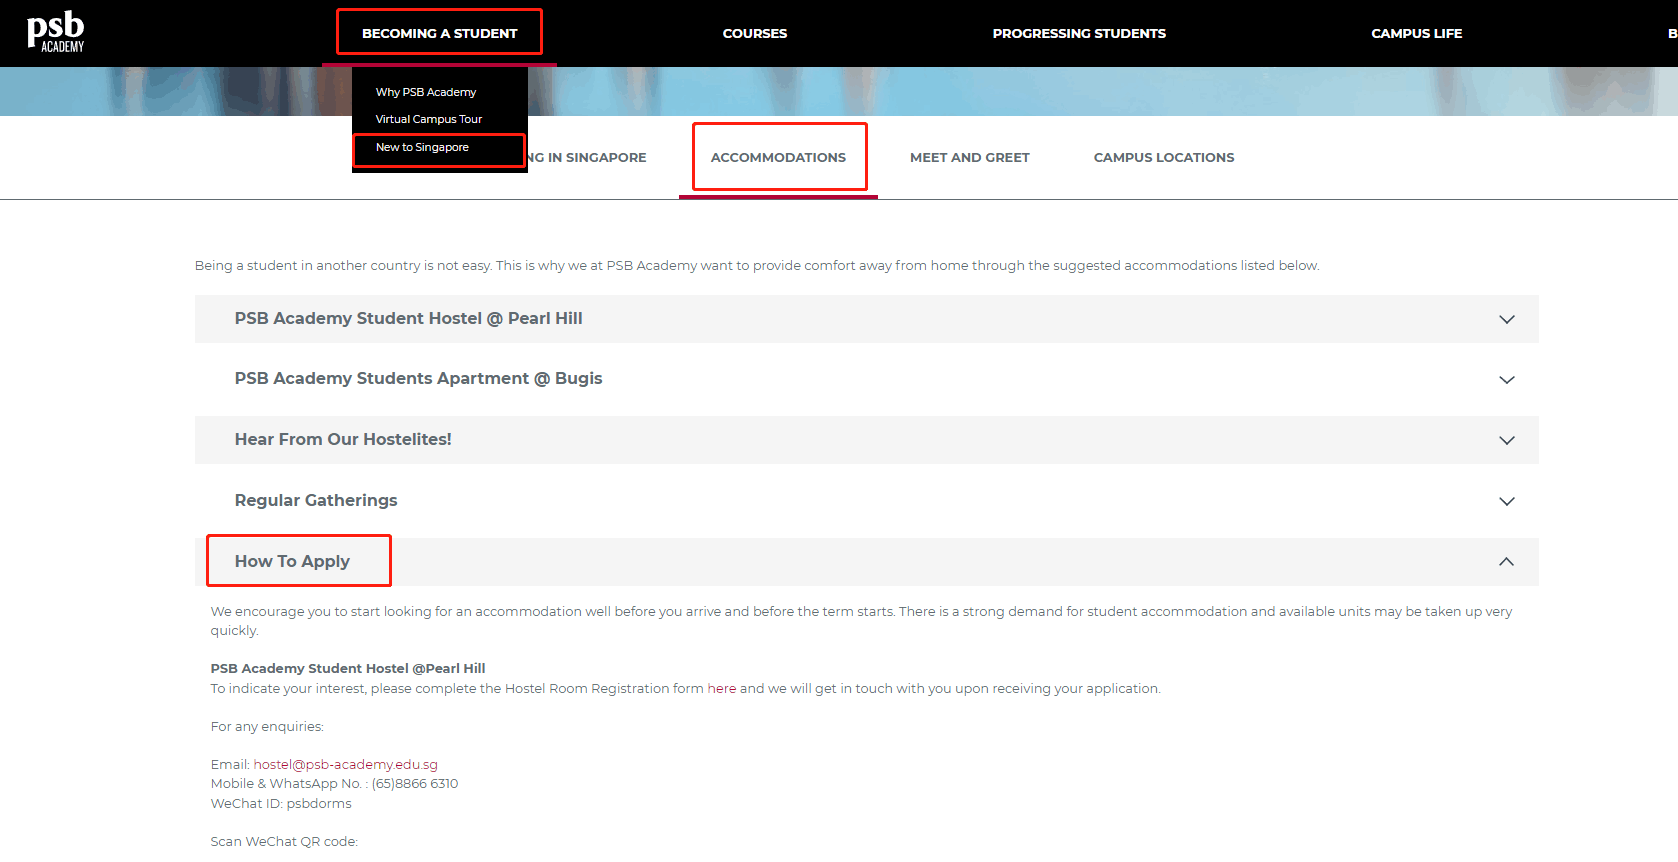 psb
ACADEMY
BECOMING A STUDENT
COURSES
PROGRESSING STUDENTS
CAMPUS LIFE
B
Why PSB Academy
Virtual Campus Tour
New to Singapore
NG IN SINGAPORE
ACCOMMODATIONS
MEET AND GREET
CAMPUS LOCATIONS
Being a student in another country is not easy. This is why we at PSB Academy want to provide comfort away from home through the suggested accommodations listed below.
PSB Academy Student Hostel @ Pearl Hill
PSB Academy Students Apartment @ Bugis
Hear From Our Hostelites!
Regular Gatherings
How To Apply
We encourage you to start looking for an accommodation well before you arrive and before the term starts. There is a strong demand for student accommodation and available units may be taken up very
quickly.
PSB Academy Student Hostel @Pearl Hill
To indicate your interest, please complete the Hostel Room Registration form here and we will get in touch with you upon receiving your application.
For any enquiries:
Email: hostel@psb-academy.edu.sg
Mobile & WhatsApp No. : (65)8866 6310
WeChat ID: psbdorms
Scan WeChat QR code: